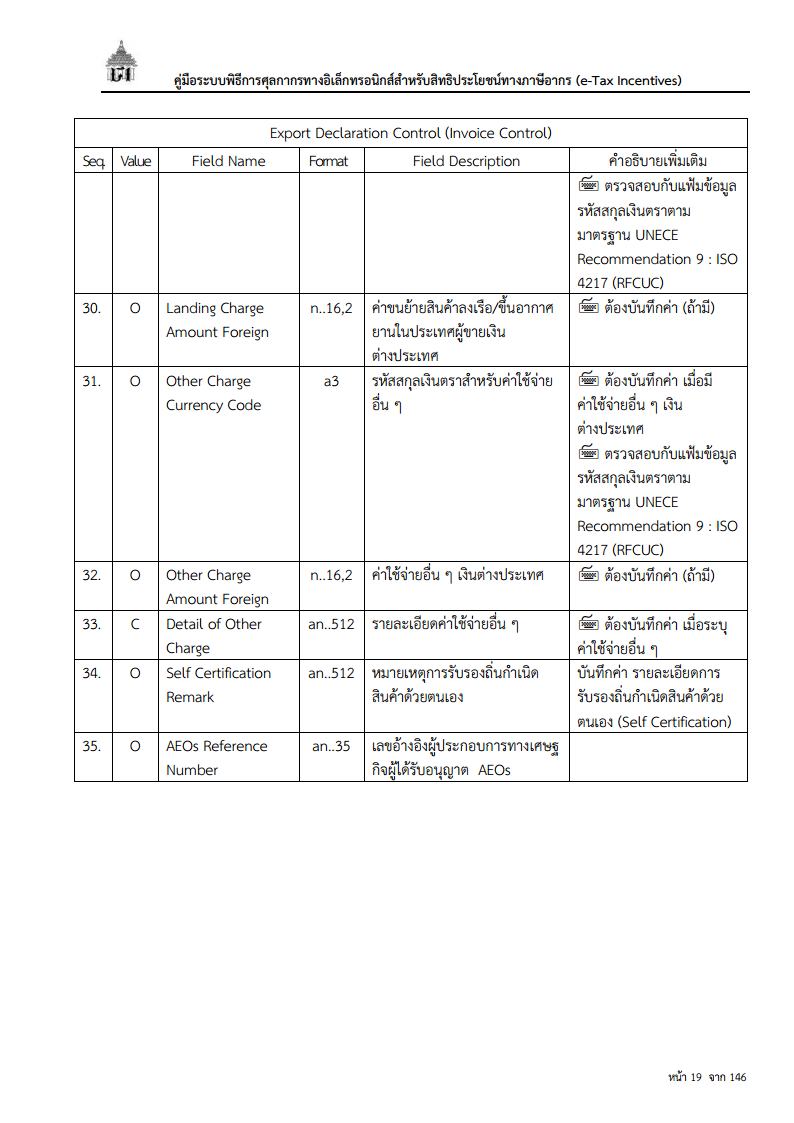 คู่มือระบบพิธีการศุลกากรทางอิเล็กทรอนิกส์สำหรับสิทธิประโยชน์ทางภาษีอากร (e-Tax Incentives)
Export Declaration Control (Invoice Control)
Seq. Value Field Name Format Field Description คำอธิบายเพิ่มเติม
ตรวจสอบกับแฟ้มข้อมูล
รหัสสกุลเงินตราตาม
มาตรฐาน UNECE
Recommendation 9 : ISO
4217 (RFCUC)
30. O Landing Charge n..16,2 ค่าขนย้ายสินค้าลงเรือ/ขึ้นอากาศ ต้องบันทึกค่า (ถ้ามี)
Amount Foreign ยานในประเทศผู้ขายเงิน
ต่างประเทศ
31. O Other Charge a3 รหัสสกุลเงินตราสำหรับค่าใช้จ่าย ต้องบันทึกค่า เมื่อมี
Currency Code อื่น ๆ ค่าใช้จ่ายอื่น ๆ เงิน
ต่างประเทศ
ตรวจสอบกับแฟ้มข้อมูล
รหัสสกุลเงินตราตาม
มาตรฐาน UNECE
Recommendation 9 : ISO
4217 (RFCUC)
32. O Other Charge n..16,2 ค่าใช้จ่ายอื่น ๆ เงินต่างประเทศ ต้องบันทึกค่า (ถ้ามี)
Amount Foreign
33. C Detail of Other an..512 รายละเอียดค่าใช้จ่ายอื่น ๆ ต้องบันทึกค่า เมื่อระบุ
Charge ค่าใช้จ่ายอื่น ๆ
34. O Self Certification an..512 หมายเหตุการรับรองถิ่นกำเนิด บันทึกค่า รายละเอียดการ
Remark สินค้าด้วยตนเอง รับรองถิ่นกำเนิดสินค้าด้วย
ตนเอง (Self Certification)
35. O AEOs Reference an..35 เลขอ้างอิงผู้ประกอบการทางเศรษฐ
Number กิจผู้ได้รับอนุญาต AEOs
หน้า 19 จาก 146